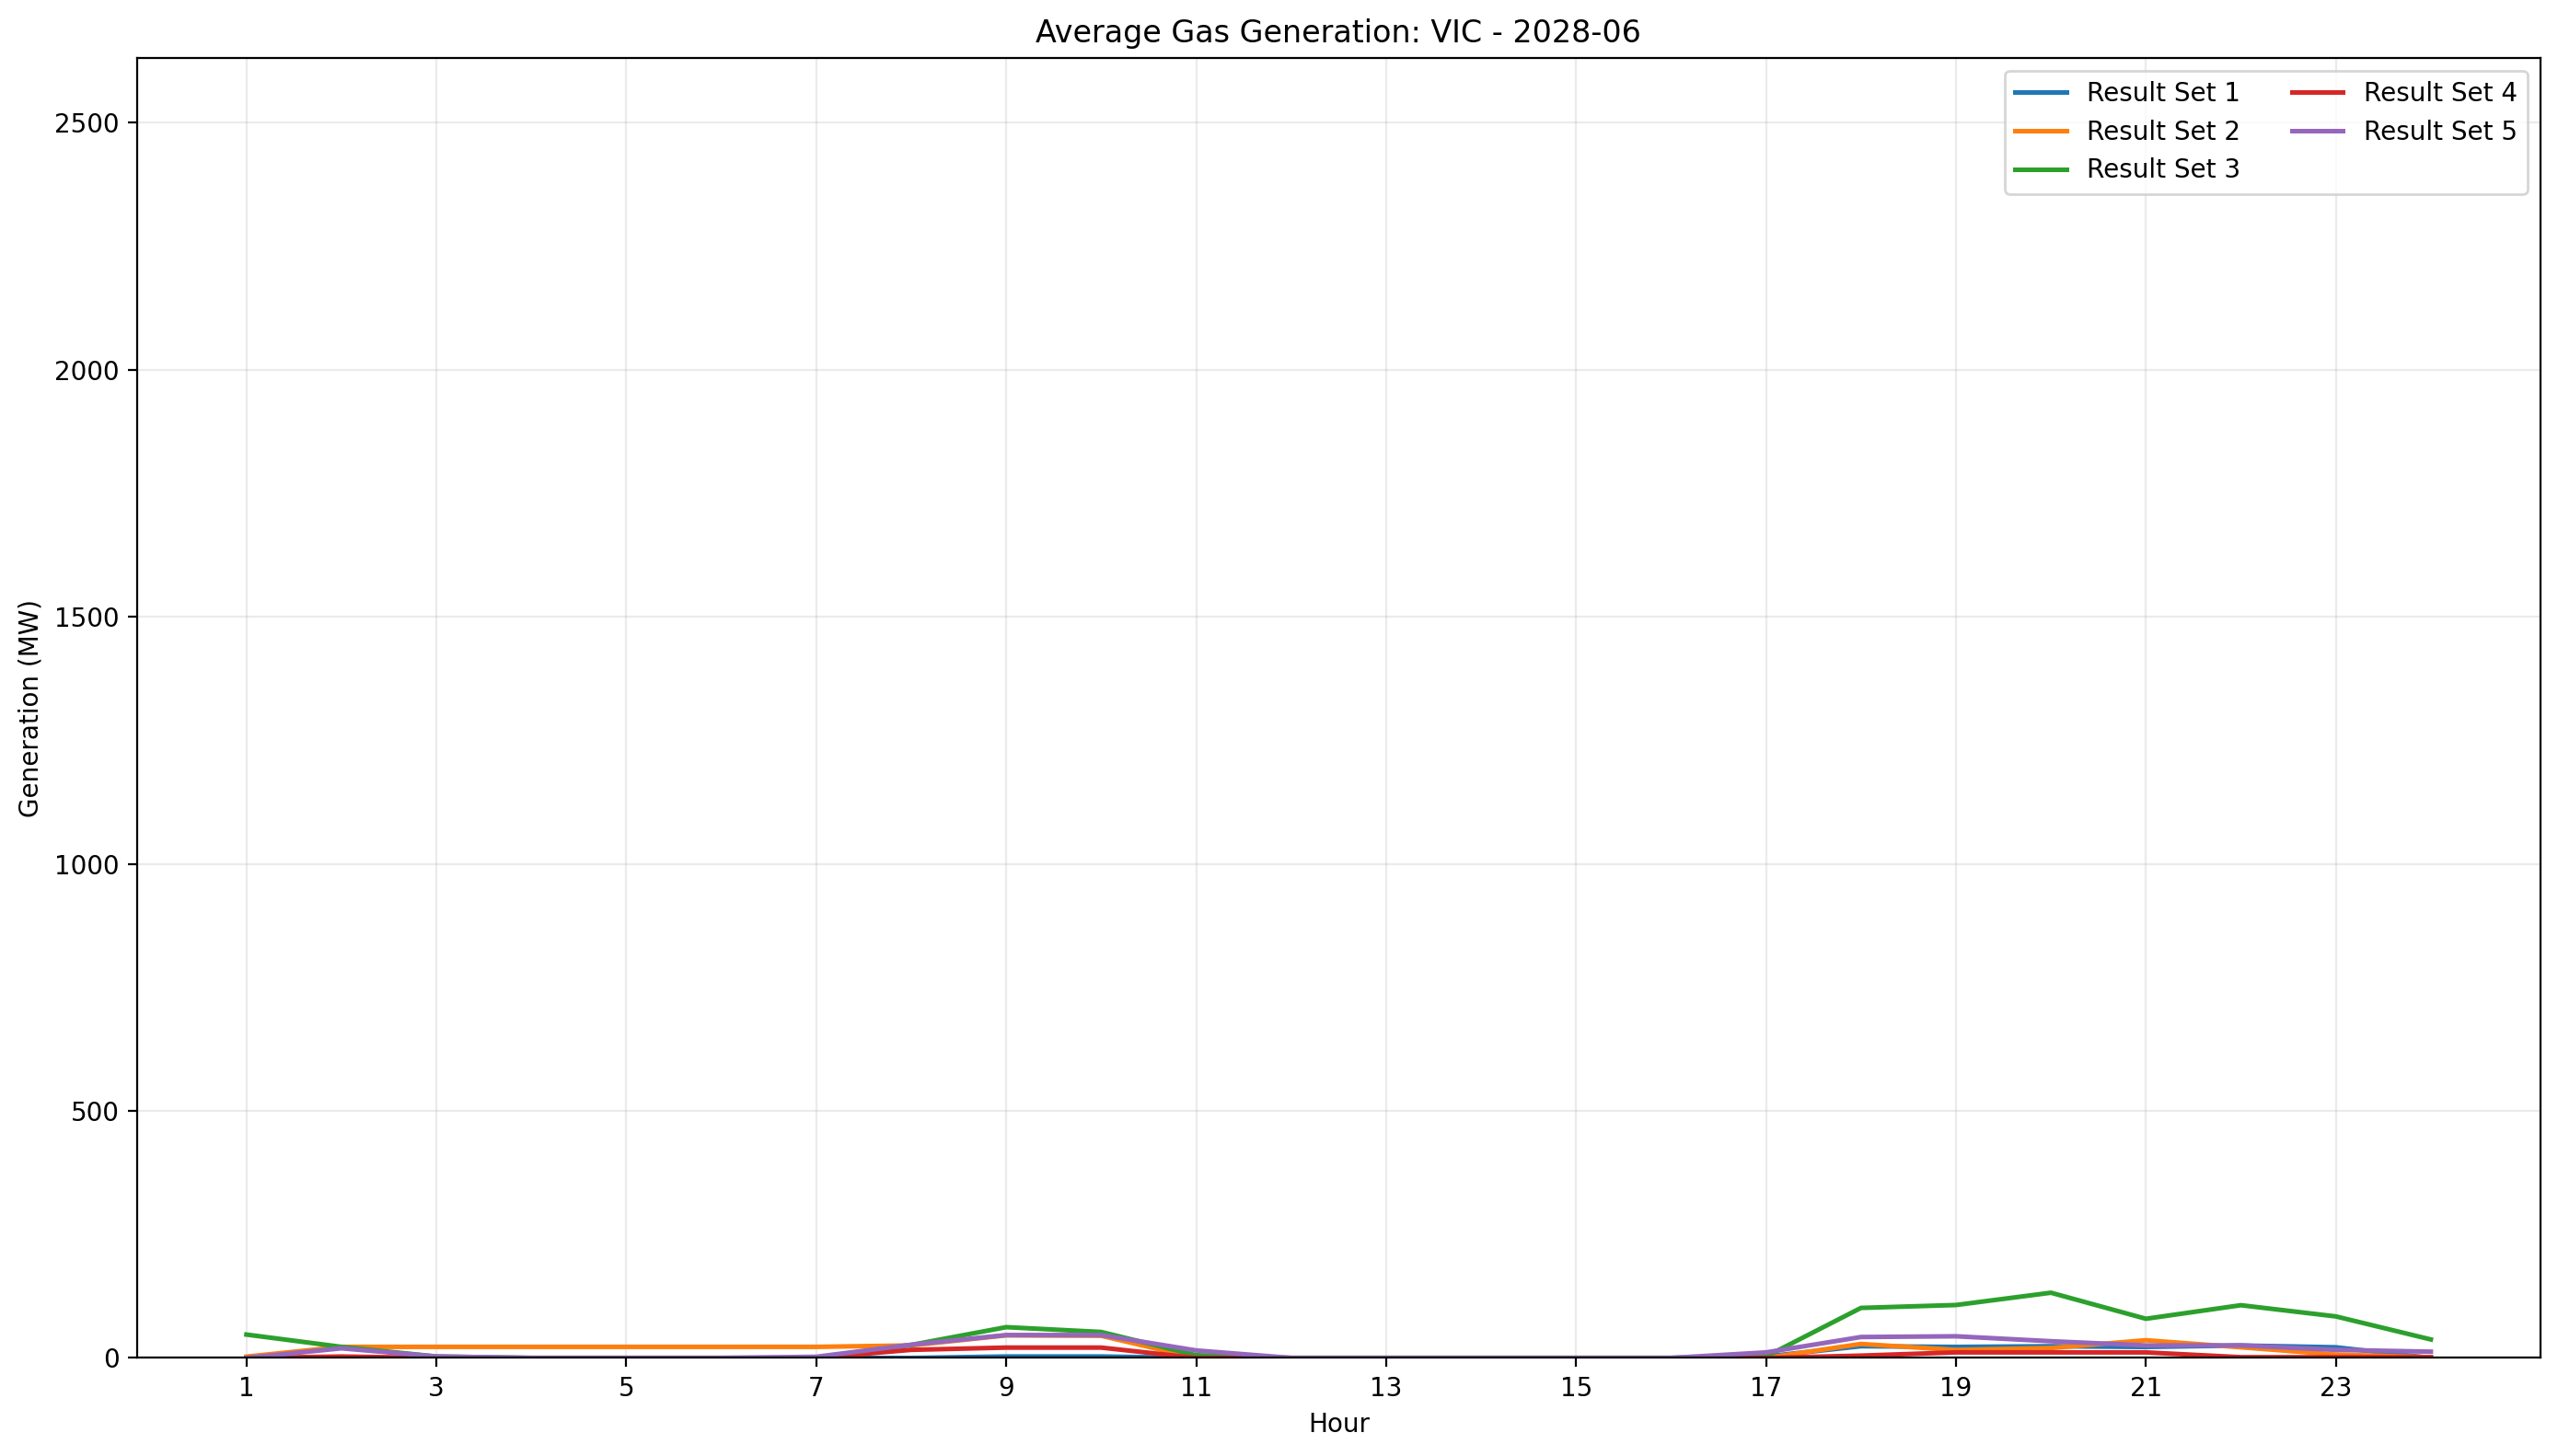 Average Gas Generation: VIC - 2028-06
Result Set 1
Result Set 2
Result Set 3
Result Set 4
Result Set 5
Generation (MW)
2500
2000
1500
1000
500
0
1 3 5 7 9 11 13 15 17 19 21 23
Hour